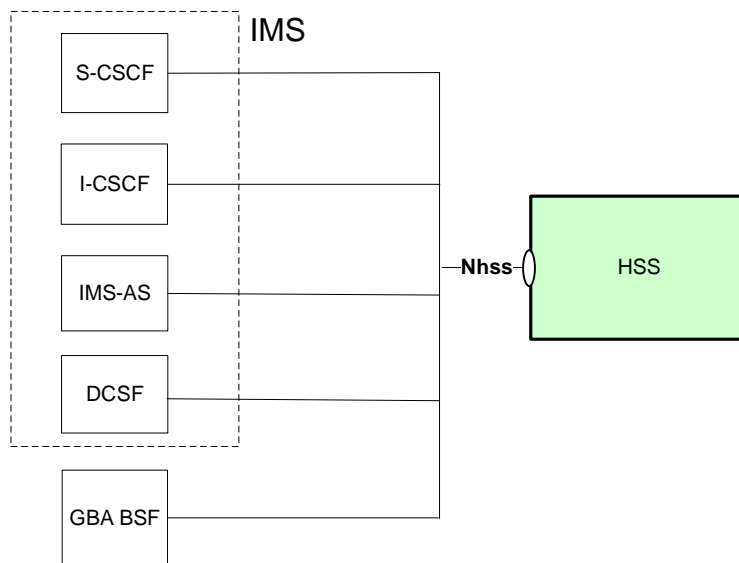 IMS
S-CSCF
I-CSCF
Nhss
HSS
IMS-AS
DCSF
GBA BSF